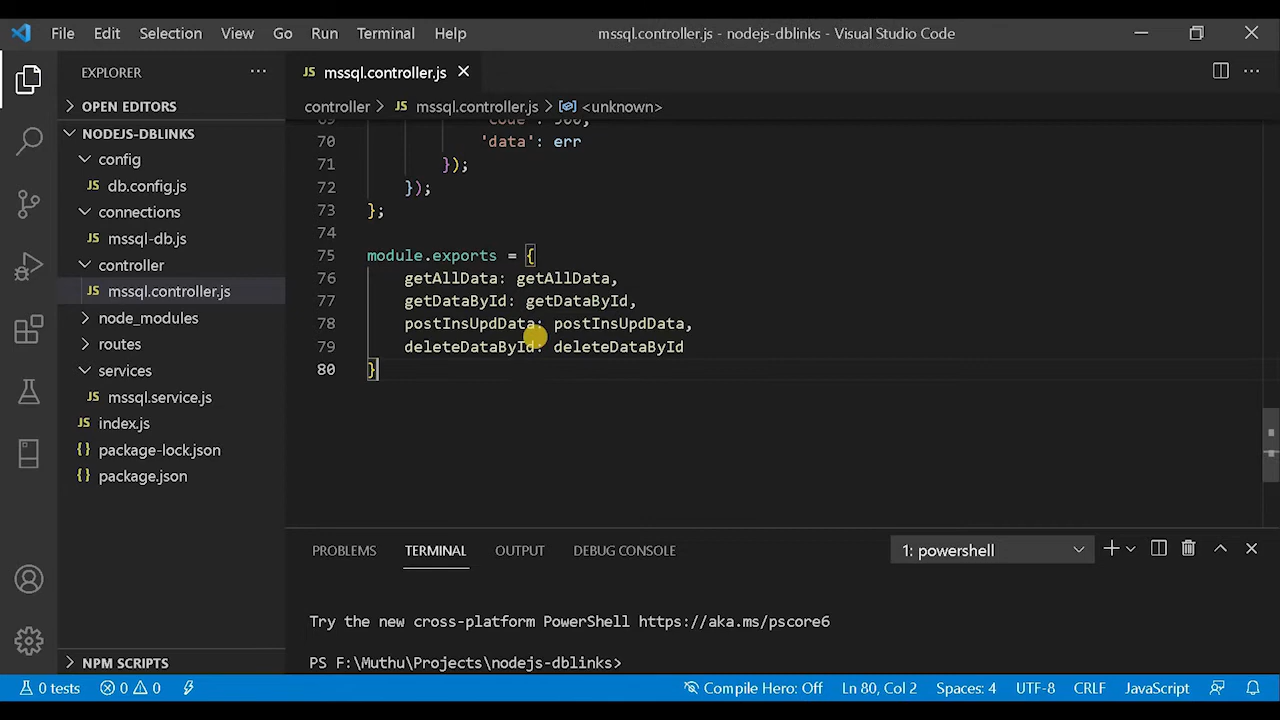 File Edit Selection View Go Run Terminal Help mssql.controller.js - nodejs-dblinks - Visual Studio Code
EXPLORER
OPEN EDITORS
NODEJS-DBLINKS
config
JS db.config.js
connections
JS mssql-db.js
controller
JS mssql.controller.js
node_modules
routes
services
JS mssql.service.js
JS index.js
{} package-lock.json
{} package.json
NPM SCRIPTS
JS mssql.controller.js
controller > JS mssql.controller.js > <unknown>
69 'code': 500,
70 'data': err
71 });
72 });
73 };
74
75 module.exports = {
76 getAllData: getAllData,
77 getDataById: getDataById,
78 postInsUpdData: postInsUpdData,
79 deleteDataById: deleteDataById
80 }
PROBLEMS TERMINAL OUTPUT DEBUG CONSOLE 1: powershell
Try the new cross-platform PowerShell https://aka.ms/pscore6
PS F:\Muthu\Projects\nodejs-dblinks>
0 tests 0 0 Compile Hero: Off Ln 80, Col 2 Spaces: 4 UTF-8 CRLF JavaScript